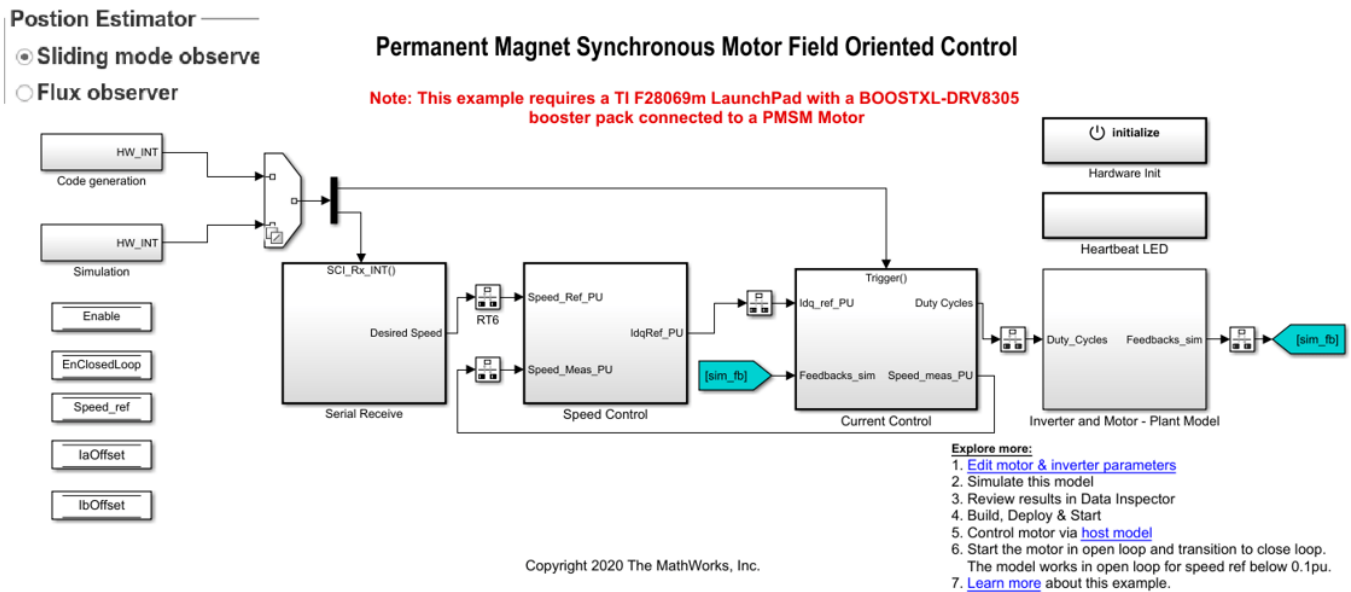 Postion Estimator
Sliding mode observe
Flux observer
Permanent Magnet Synchronous Motor Field Oriented Control
Note: This example requires a TI F28069m LaunchPad with a BOOSTXL-DRV8305
booster pack connected to a PMSM Motor
HW_INT
Code generation
HW_INT
Simulation
Enable
EnClosedLoop
Speed_ref
IaOffset
IbOffset
SCI_Rx_INT()
Desired Speed
Serial Receive
RT6
Speed_Ref_PU
IdqRef_PU
Speed_Meas_PU
Speed Control
[sim_fb]
Trigger()
Idq_ref_PU
Duty Cycles
Feedbacks_sim
Speed_meas_PU
Current Control
initialize
Hardware Init
Heartbeat LED
Duty_Cycles
Feedbacks_sim
Inverter and Motor - Plant Model
[sim_fb]
Explore more:
1. Edit motor & inverter parameters
2. Simulate this model
3. Review results in Data Inspector
4. Build, Deploy & Start
5. Control motor via host model
6. Start the motor in open loop and transition to close loop.
The model works in open loop for speed ref below 0.1pu.
7. Learn more about this example.
Copyright 2020 The MathWorks, Inc.